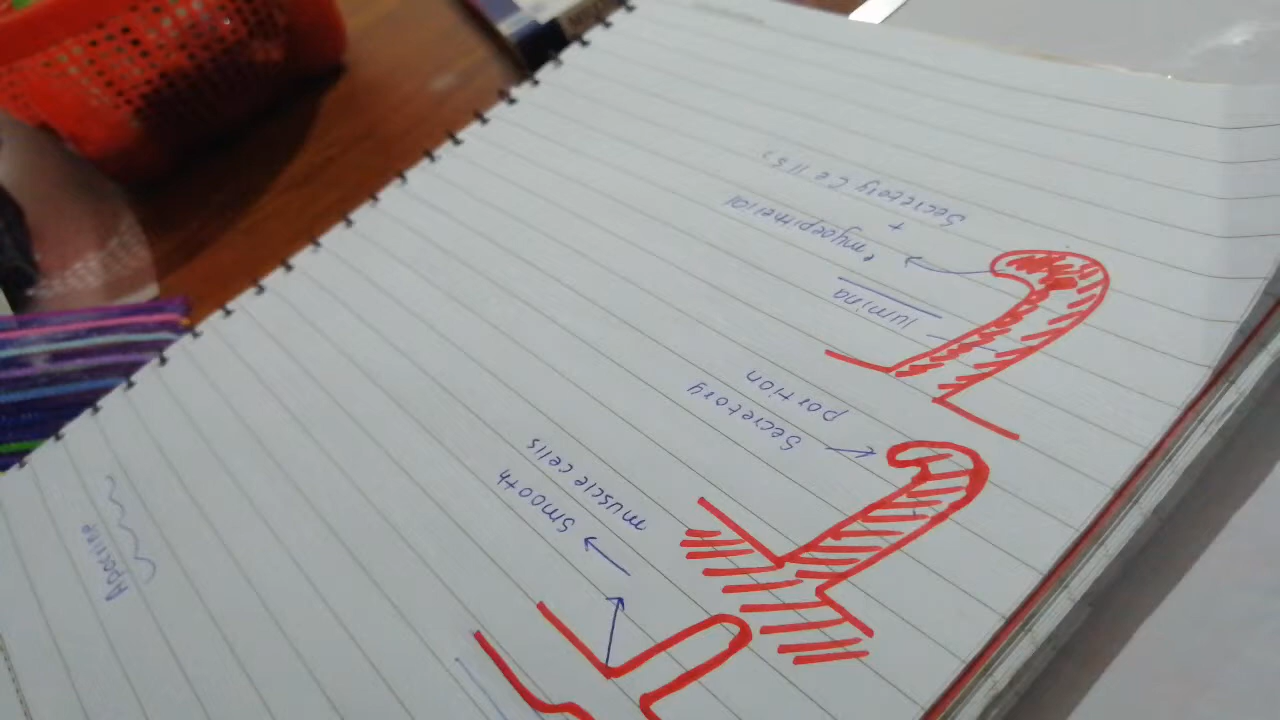 Apocrine
→ smooth
muscle cells
Secretory
portion
lumina
• myoepithelial
+
Secretory cells)